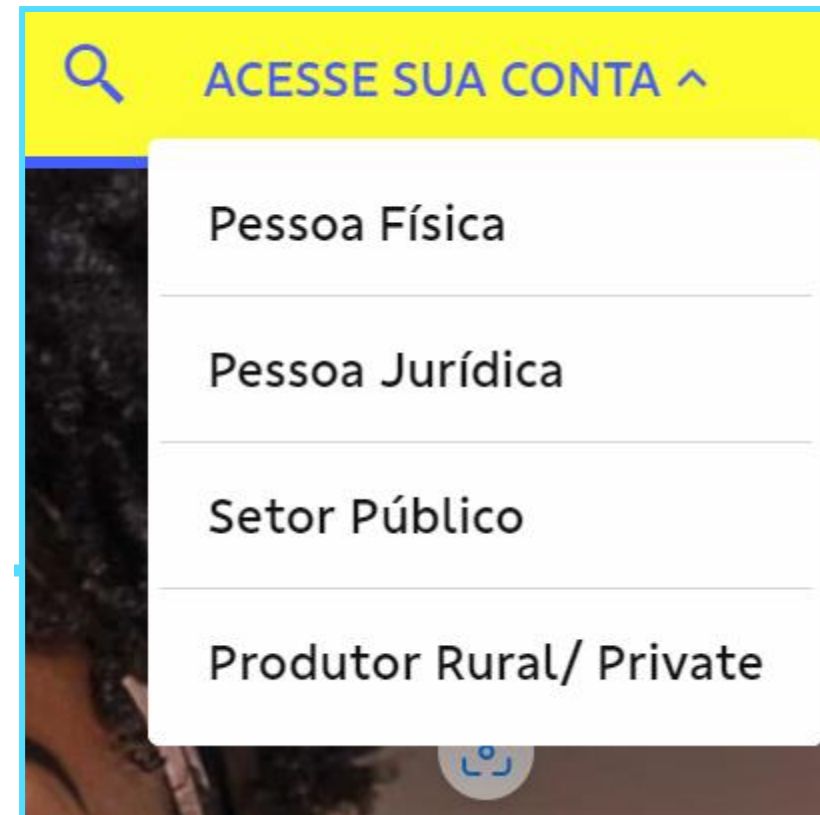 ACESSE SUA CONTA
Pessoa Física
Pessoa Jurídica
Setor Público
Produtor Rural/ Private